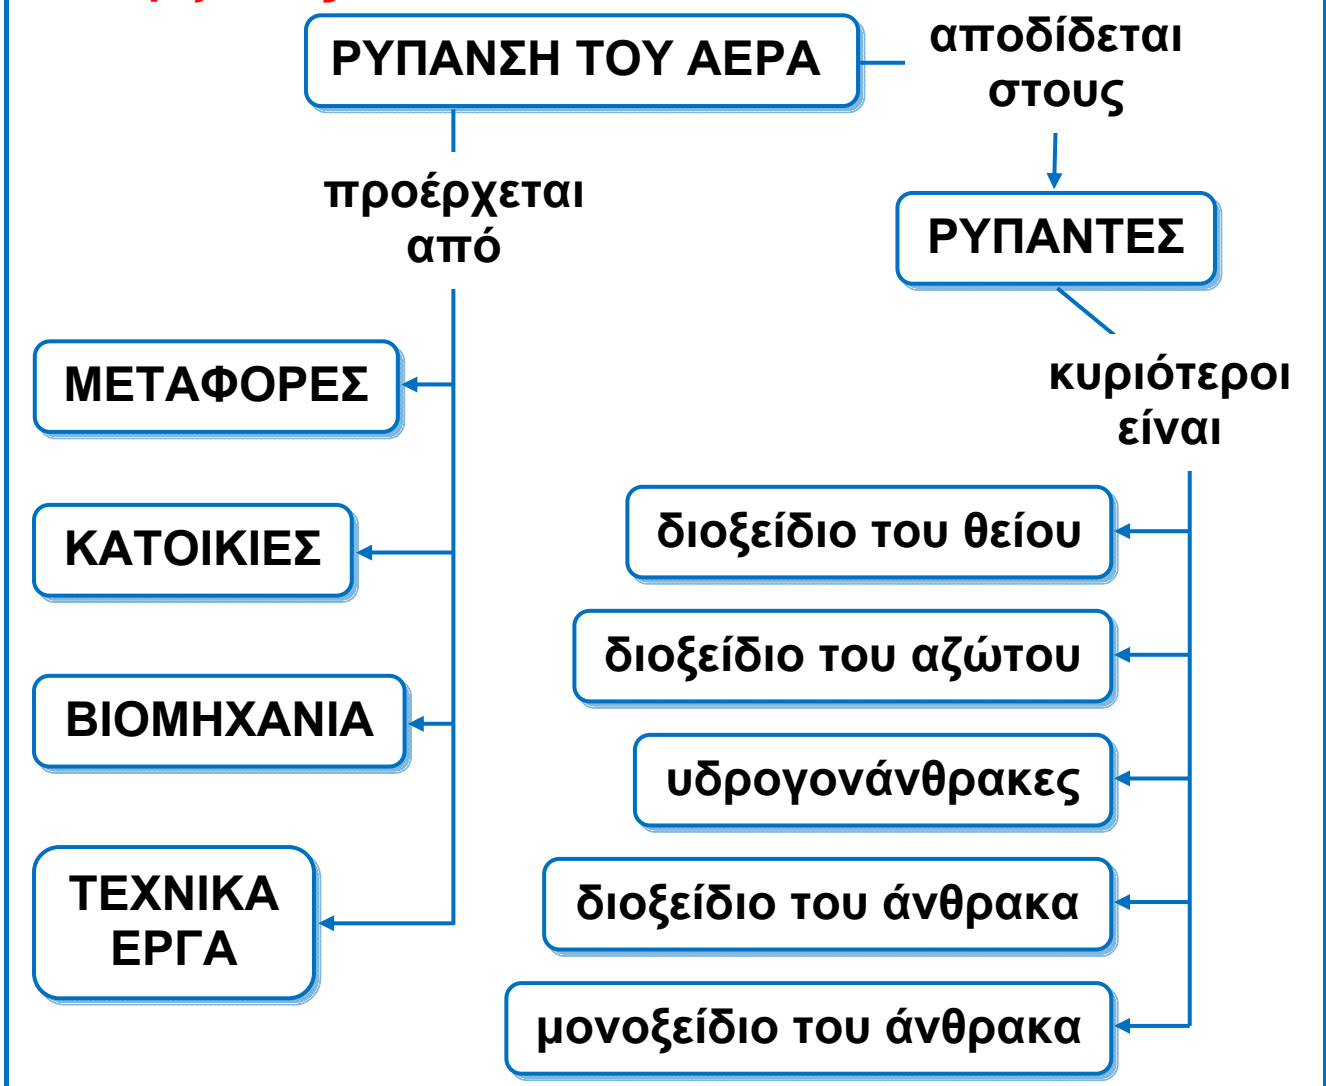 ΡΥΠΑΝΣΗ ΤΟΥ ΑΕΡΑ
αποδίδεται
στους
προέρχεται
από
ΡΥΠΑΝΤΕΣ
ΜΕΤΑΦΟΡΕΣ
ΚΑΤΟΙΚΙΕΣ
ΒΙΟΜΗΧΑΝΙΑ
ΤΕΧΝΙΚΑ
ΕΡΓΑ
κυριότεροι
είναι
διοξείδιο του θείου
διοξείδιο του αζώτου
υδρογονάνθρακες
διοξείδιο του άνθρακα
μονοξείδιο του άνθρακα